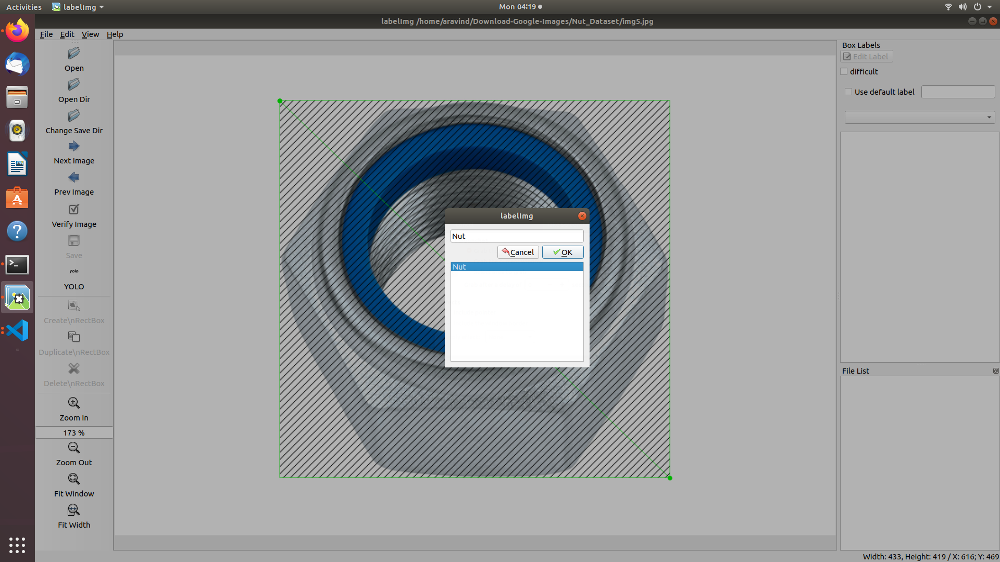 Activities
labelImg
Mon 04:19
labelImg /home/aravind/Download-Google-Images/Nut_Dataset/img5.jpg
File Edit View Help
Open
Open Dir
Change Save Dir
Next Image
Prev Image
Verify Image
Save
yolo
YOLO
Create\nRectBox
Duplicate\nRectBox
Delete\nRectBox
Zoom In
173 %
Zoom Out
Fit Window
Fit Width
labelImg
Nut
Cancel
OK
Nut
Box Labels
Edit Label
difficult
Use default label
File List
Width: 433, Height: 419 / X: 616; Y: 469